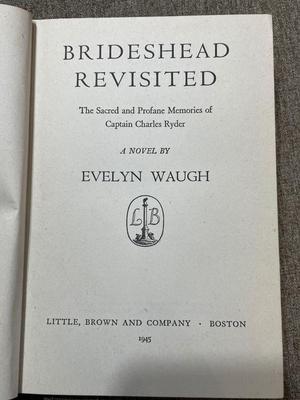 BRIDESHEAD
REVISITED
The Sacred and Profane Memories of
Captain Charles Ryder
A NOVEL BY
EVELYN WAUGH
L B
LITTLE, BROWN AND COMPANY · BOSTON
1945